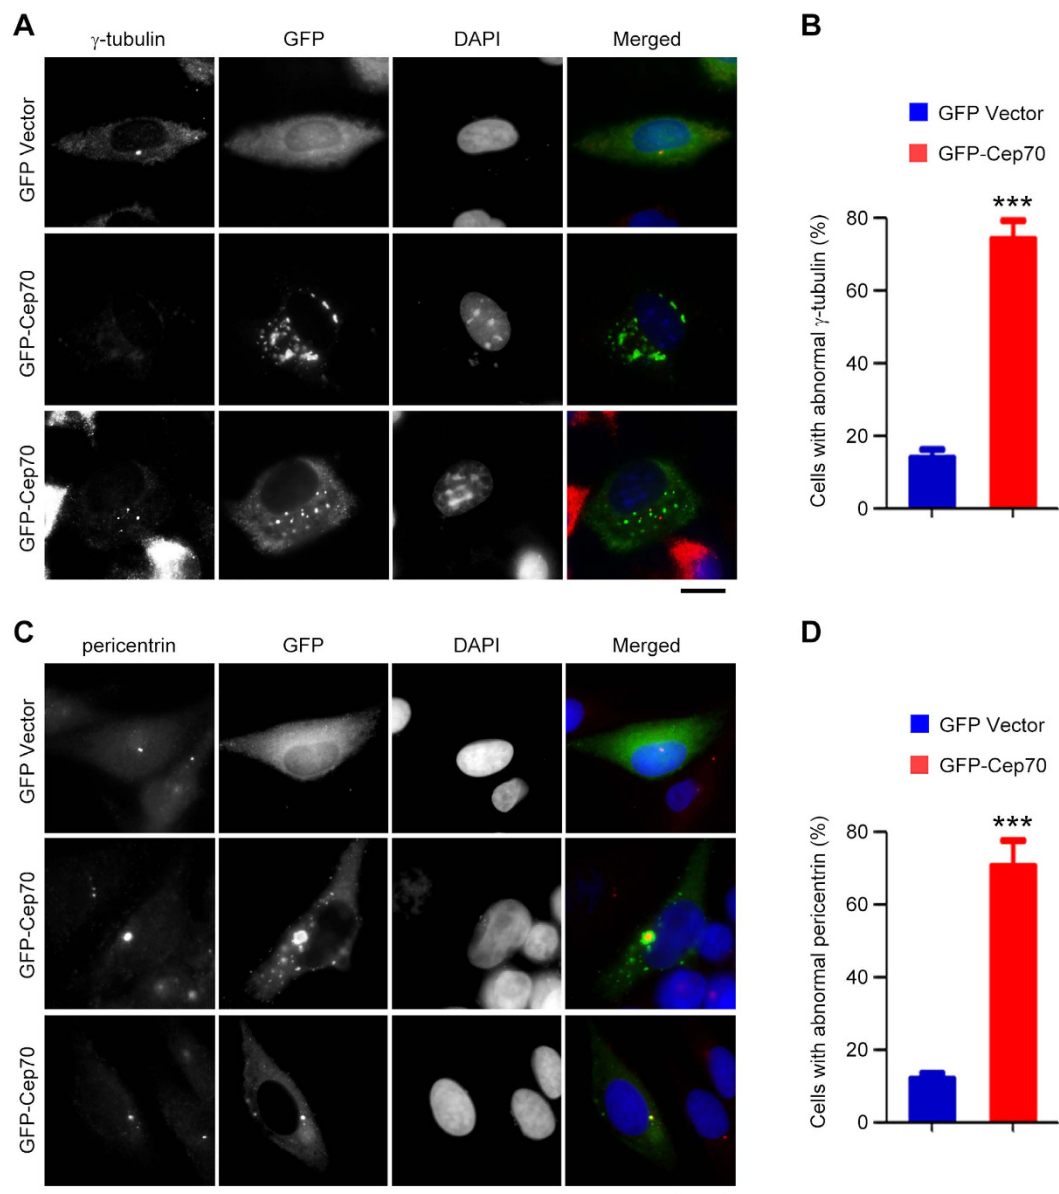 A
γ-tubulin GFP DAPI Merged
GFP Vector
GFP-Cep70
GFP-Cep70
B
GFP Vector
GFP-Cep70
***
Cells with abnormal γ-tubulin (%)
80
60
40
20
0
C
pericentrin GFP DAPI Merged
GFP Vector
GFP-Cep70
GFP-Cep70
D
GFP Vector
GFP-Cep70
***
Cells with abnormal pericentrin (%)
80
60
40
20
0